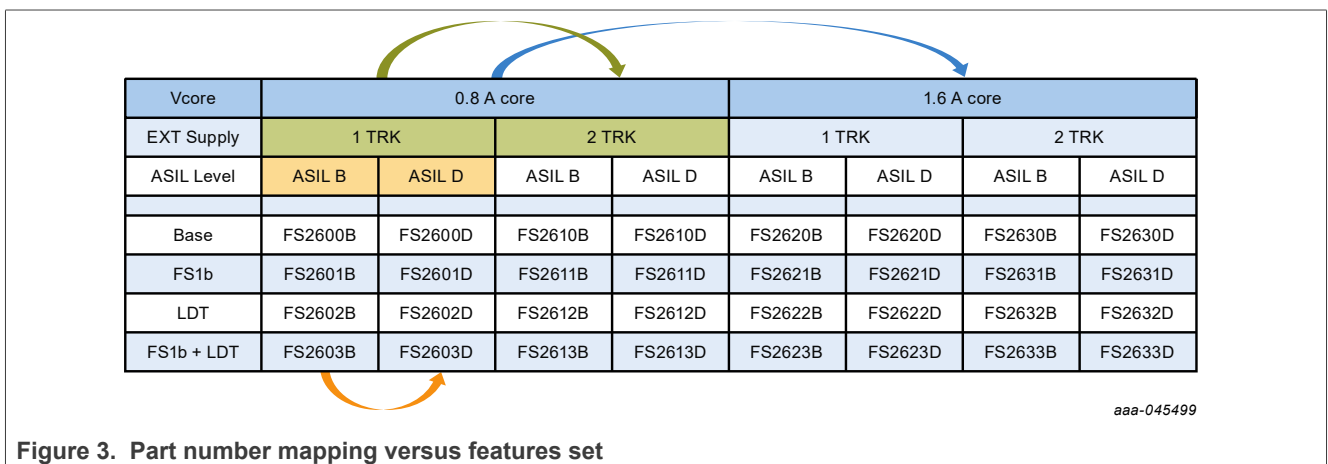 Vcore 0.8 A core 1.6 A core
EXT Supply 1 TRK 2 TRK 1 TRK 2 TRK
ASIL Level ASIL B ASIL D ASIL B ASIL D ASIL B ASIL D ASIL B ASIL D
Base FS2600B FS2600D FS2610B FS2610D FS2620B FS2620D FS2630B FS2630D
FS1b FS2601B FS2601D FS2611B FS2611D FS2621B FS2621D FS2631B FS2631D
LDT FS2602B FS2602D FS2612B FS2612D FS2622B FS2622D FS2632B FS2632D
FS1b + LDT FS2603B FS2603D FS2613B FS2613D FS2623B FS2623D FS2633B FS2633D
aaa-045499
Figure 3. Part number mapping versus features set